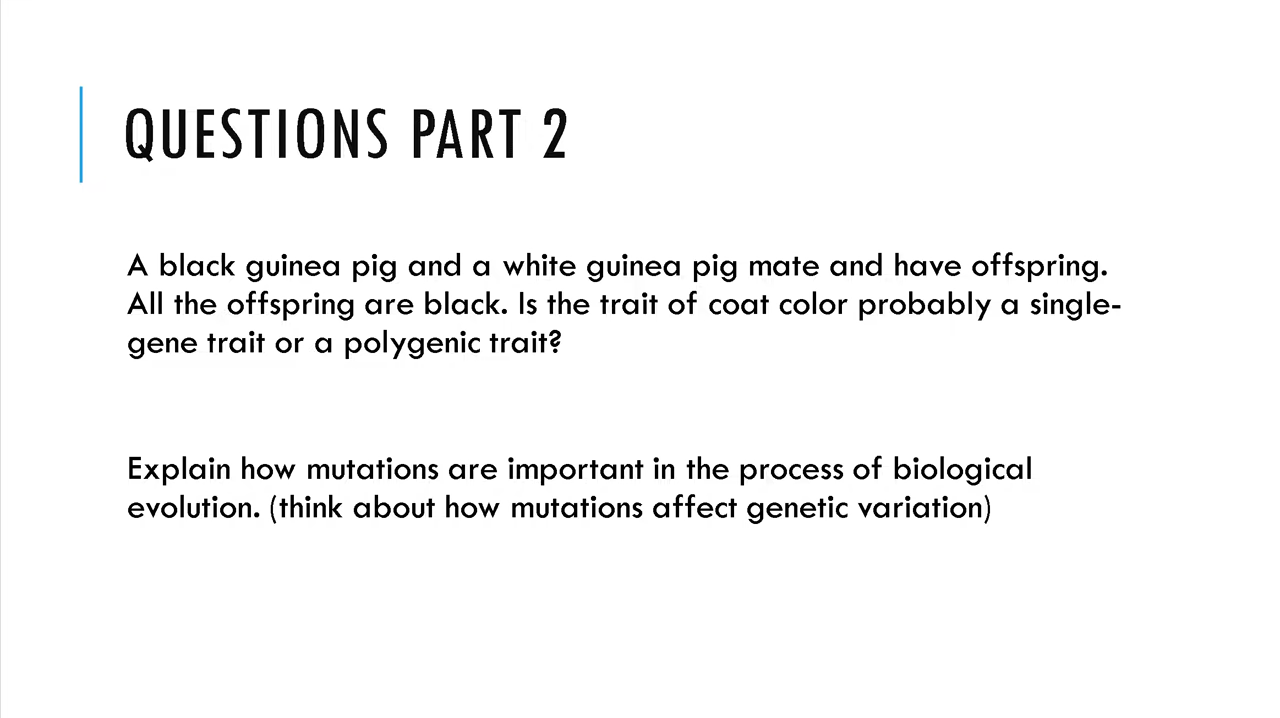 QUESTIONS PART 2
A black guinea pig and a white guinea pig mate and have offspring.
All the offspring are black. Is the trait of coat color probably a single-
gene trait or a polygenic trait?
Explain how mutations are important in the process of biological
evolution. (think about how mutations affect genetic variation)